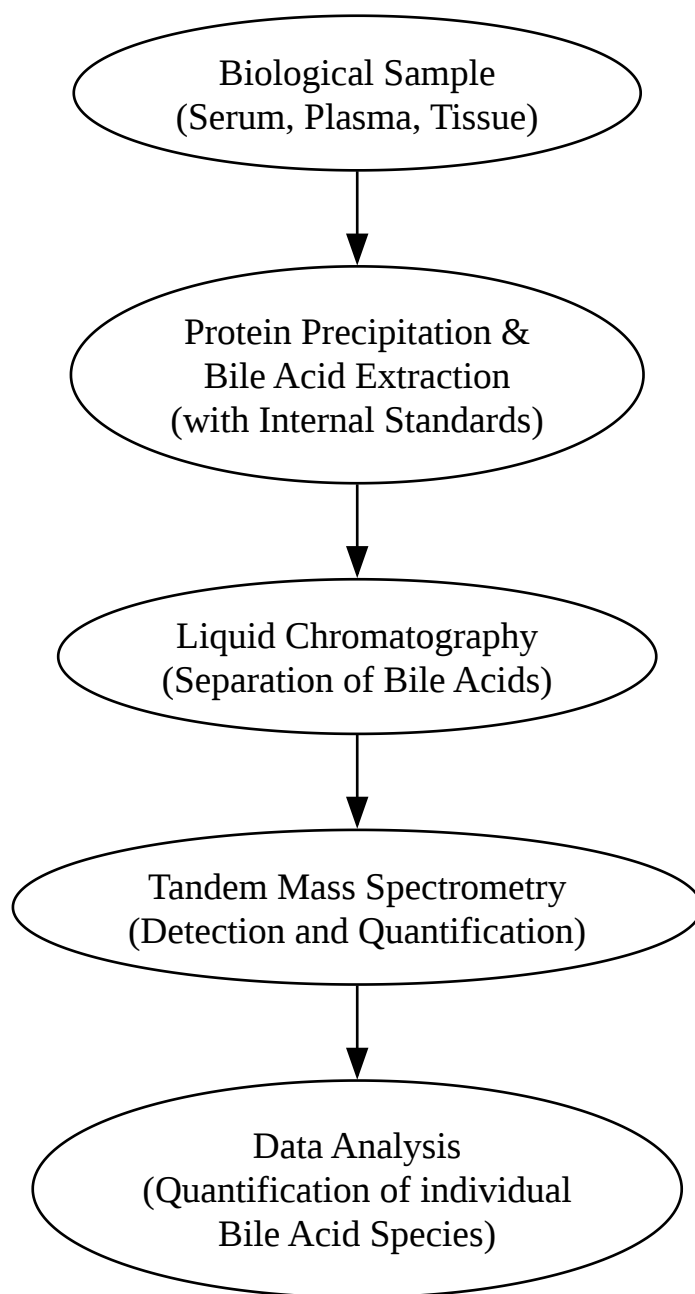 Biological Sample
(Serum, Plasma, Tissue)
Protein Precipitation &
Bile Acid Extraction
(with Internal Standards)
Liquid Chromatography
(Separation of Bile Acids)
Tandem Mass Spectrometry
(Detection and Quantification)
Data Analysis
(Quantification of individual
Bile Acid Species)